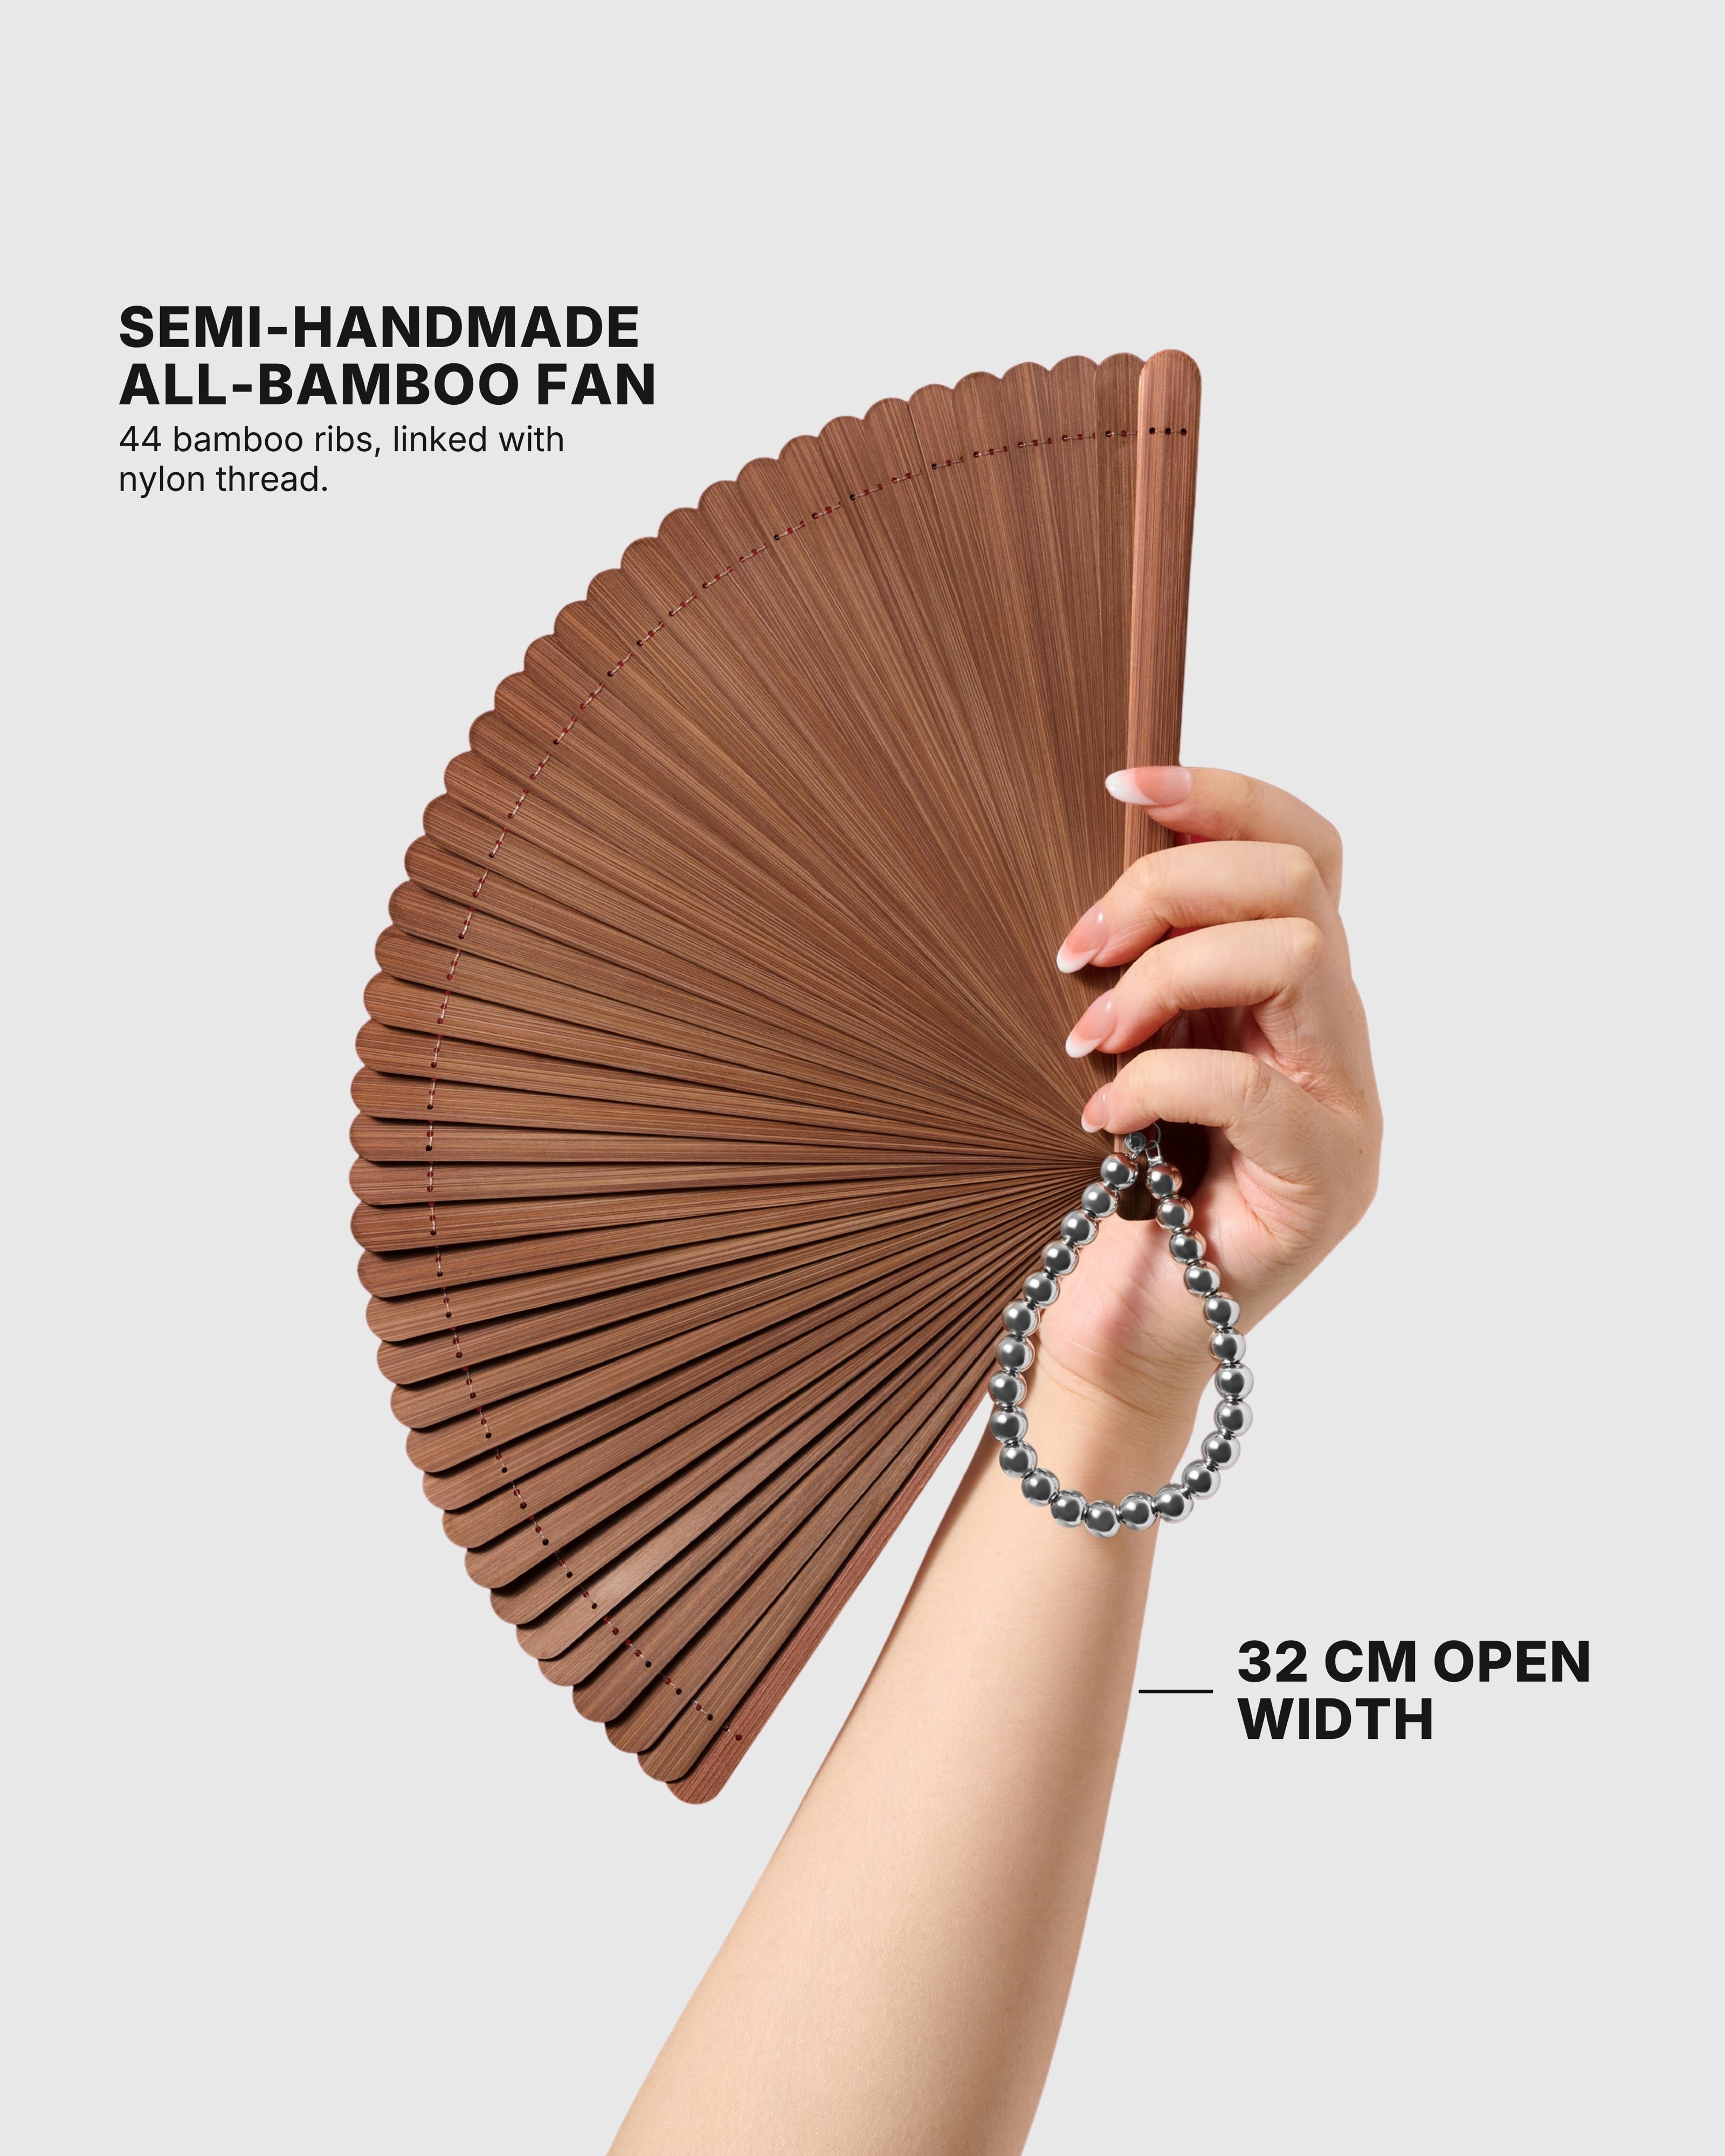 SEMI-HANDMADE
ALL-BAMBOO FAN
44 bamboo ribs, linked with
nylon thread.
32 CM OPEN
WIDTH